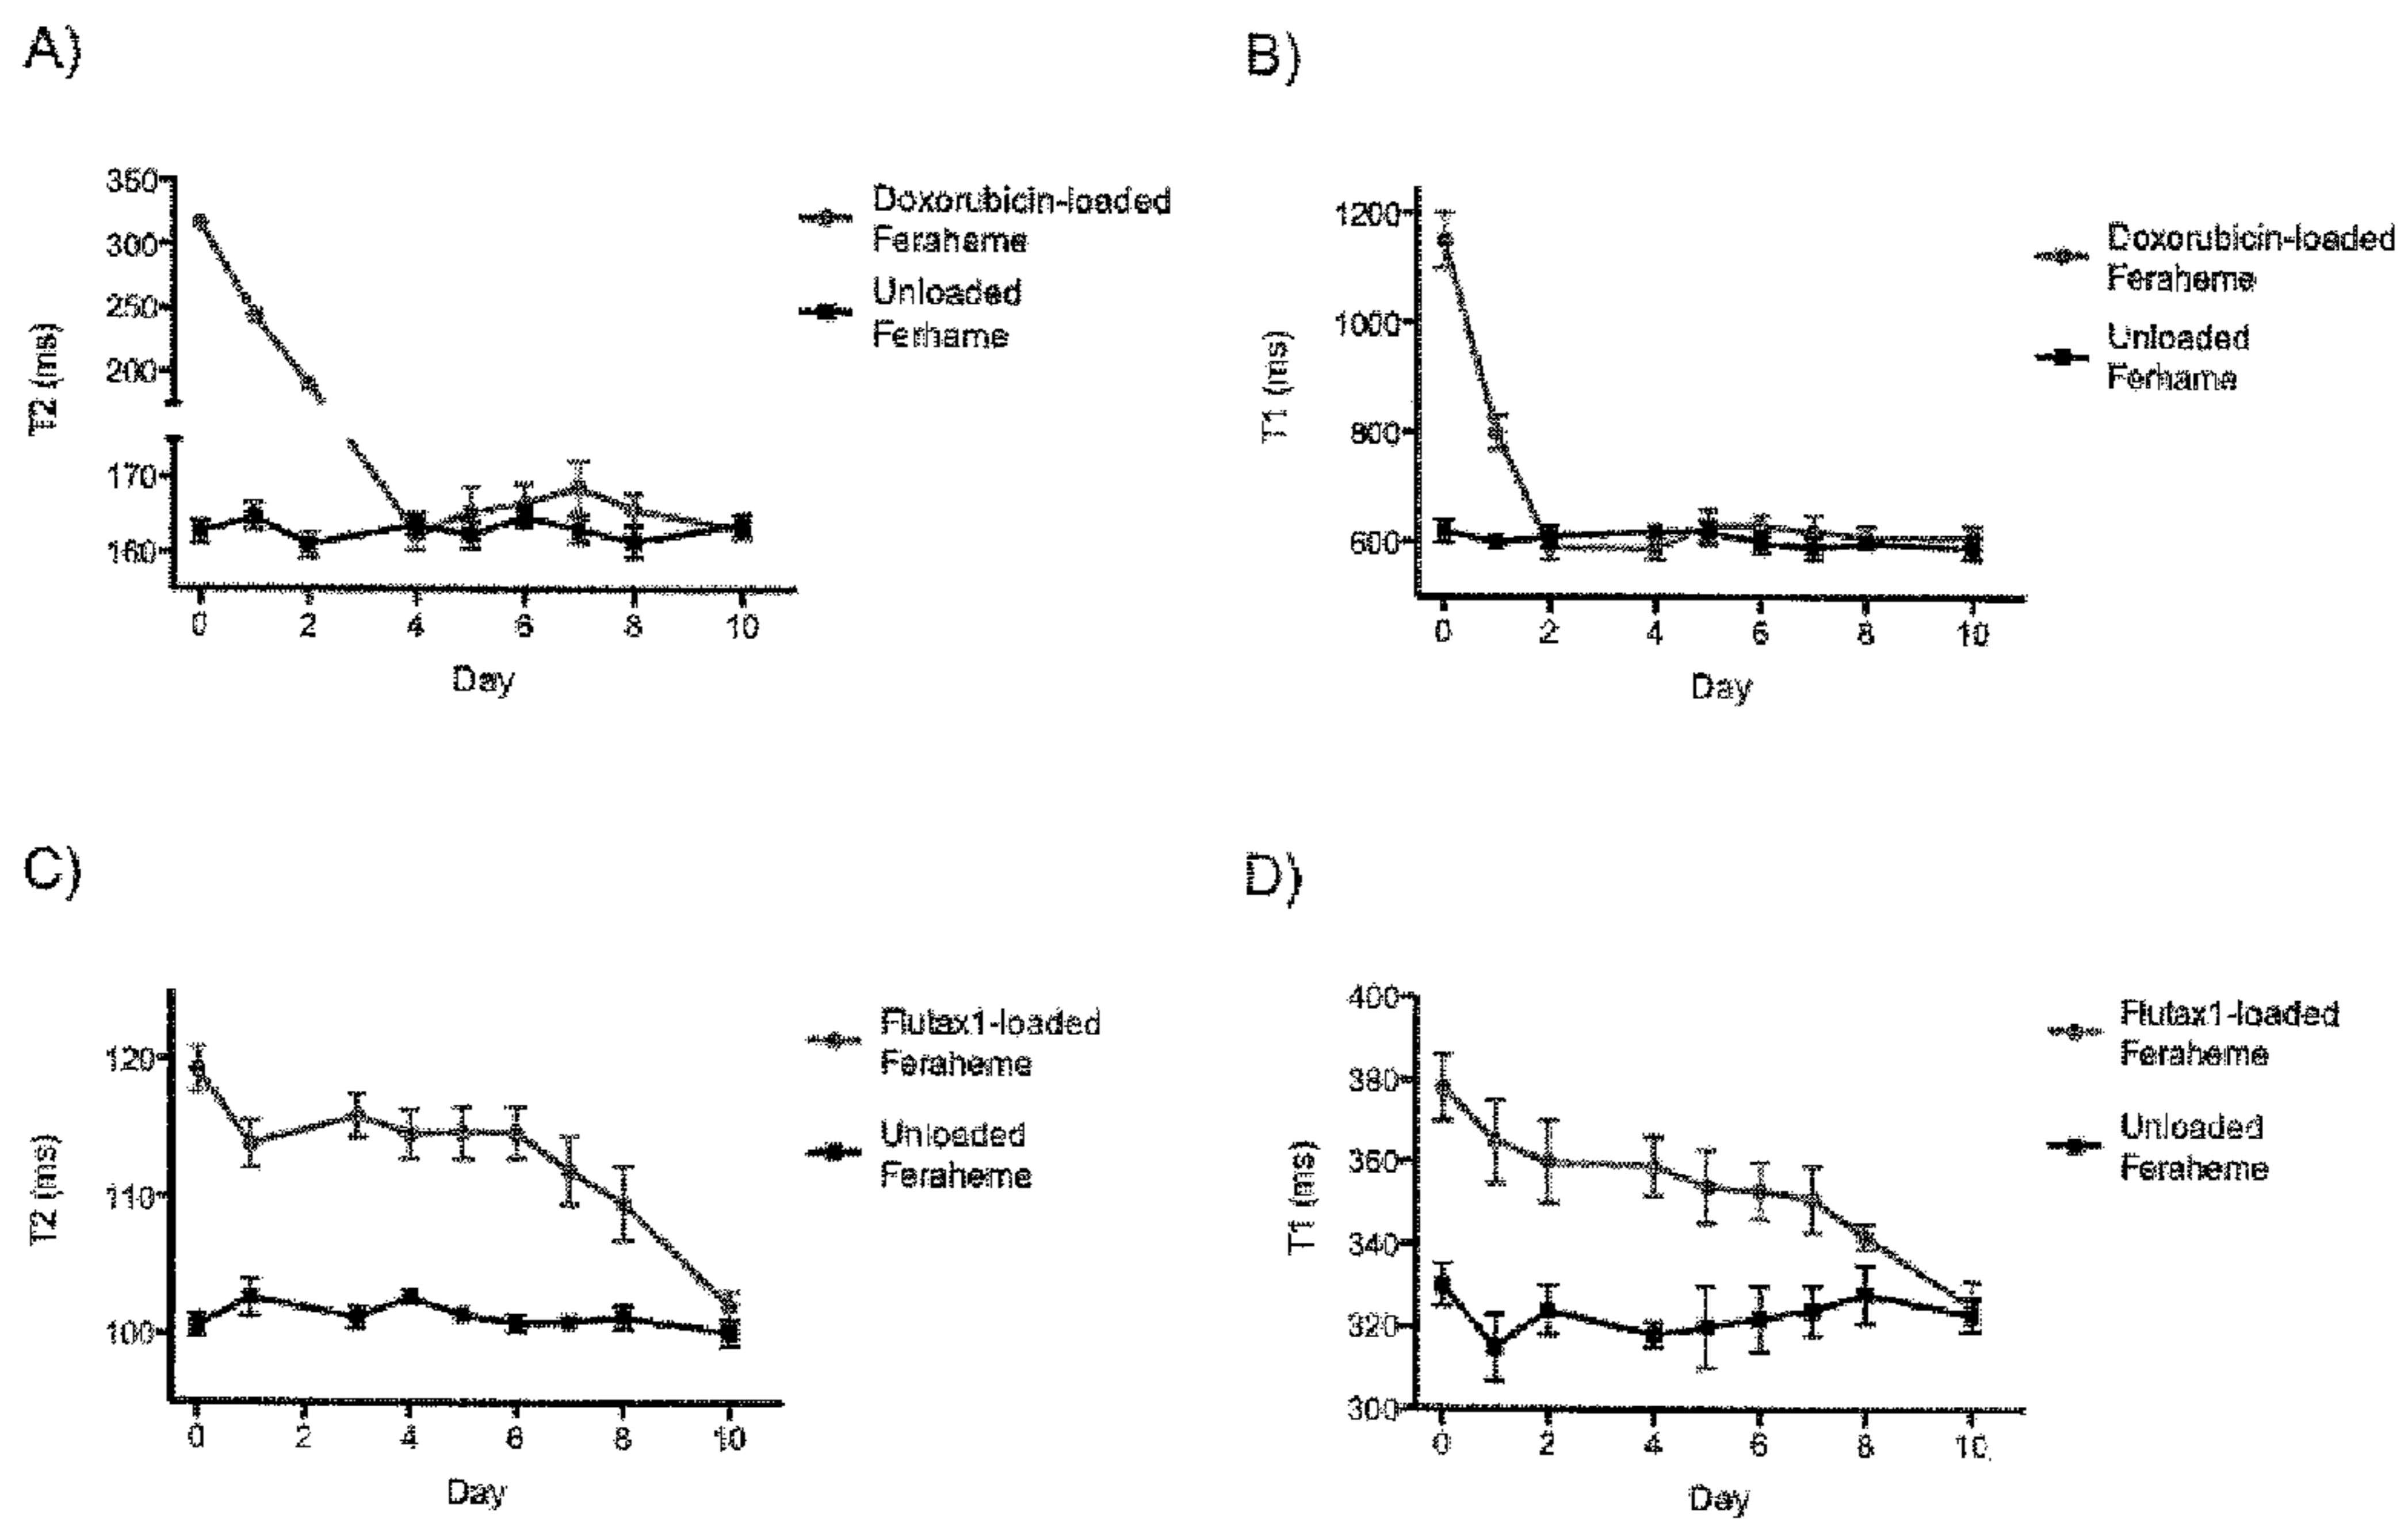 A)
B)
350
300
250
200
170
160
T2 (ms)
0 2 4 6 8 10
Day
Doxorubicin-loaded
Feraheme
Unloaded
Ferhame
1200
1000
800
600
T1 (ms)
0 2 4 6 8 10
Day
Doxorubicin-loaded
Feraheme
Unloaded
Ferhame
C)
D)
120
110
100
T2 (ms)
0 2 4 6 8 10
Day
Flutax1-loaded
Feraheme
Unloaded
Feraheme
400
380
360
340
320
300
T1 (ms)
0 2 4 6 8 10
Day
Flutax1-loaded
Feraheme
Unloaded
Feraheme